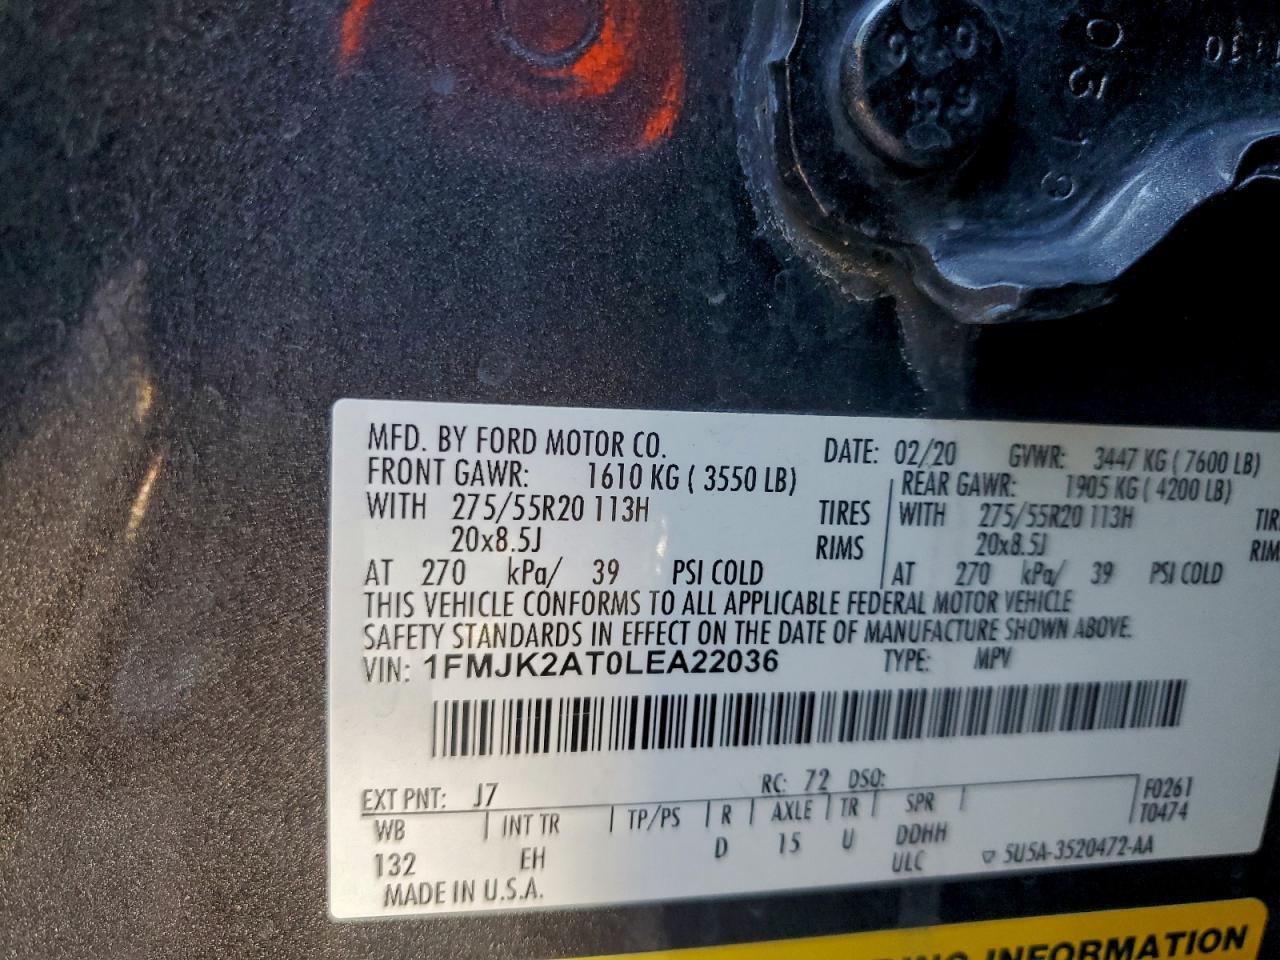 MFD. BY FORD MOTOR CO. DATE: 02/20 GVWR: 3447 KG ( 7600 LB)
FRONT GAWR: 1610 KG ( 3550 LB) REAR GAWR: 1905 KG ( 4200 LB)
WITH 275/55R20 113H TIRES WITH 275/55R20 113H TIR
20x8.5J RIMS 20x8.5J RIM
AT 270 kPa/ 39 PSI COLD AT 270 kPa/ 39 PSI COLD
THIS VEHICLE CONFORMS TO ALL APPLICABLE FEDERAL MOTOR VEHICLE
SAFETY STANDARDS IN EFFECT ON THE DATE OF MANUFACTURE SHOWN ABOVE.
VIN: 1FMJK2AT0LEA22036 TYPE: MPV
EXT PNT: J7 RC: 72 DSO: F0261
WB INT TR TP/PS R AXLE TR SPR T0474
132 EH D 15 U DDHH
ULC 5U5A-3520472-AA
MADE IN U.S.A.
INFORMATION